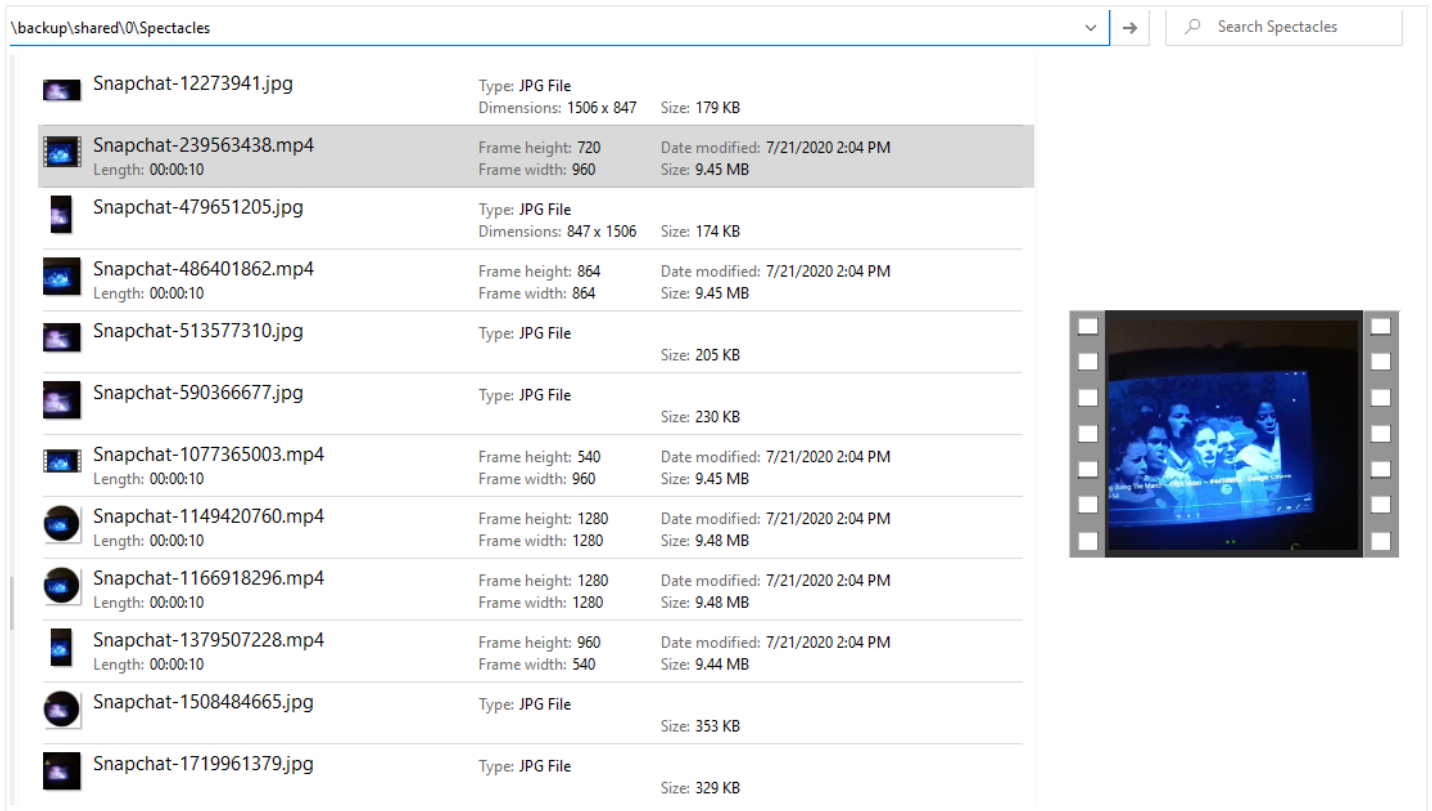 \backup\shared\0\Spectacles
Search Spectacles
Snapchat-12273941.jpg
Type: JPG File
Dimensions: 1506 x 847 Size: 179 KB
Snapchat-239563438.mp4
Frame height: 720 Date modified: 7/21/2020 2:04 PM
Length: 00:00:10 Frame width: 960 Size: 9.45 MB
Snapchat-479651205.jpg
Type: JPG File
Dimensions: 847 x 1506 Size: 174 KB
Snapchat-486401862.mp4
Frame height: 864 Date modified: 7/21/2020 2:04 PM
Length: 00:00:10 Frame width: 864 Size: 9.45 MB
Snapchat-513577310.jpg
Type: JPG File
Size: 205 KB
Snapchat-590366677.jpg
Type: JPG File
Size: 230 KB
Snapchat-1077365003.mp4
Frame height: 540 Date modified: 7/21/2020 2:04 PM
Length: 00:00:10 Frame width: 960 Size: 9.45 MB
Snapchat-1149420760.mp4
Frame height: 1280 Date modified: 7/21/2020 2:04 PM
Length: 00:00:10 Frame width: 1280 Size: 9.48 MB
Snapchat-1166918296.mp4
Frame height: 1280 Date modified: 7/21/2020 2:04 PM
Length: 00:00:10 Frame width: 1280 Size: 9.48 MB
Snapchat-1379507228.mp4
Frame height: 960 Date modified: 7/21/2020 2:04 PM
Length: 00:00:10 Frame width: 540 Size: 9.44 MB
Snapchat-1508484665.jpg
Type: JPG File
Size: 353 KB
Snapchat-1719961379.jpg
Type: JPG File
Size: 329 KB